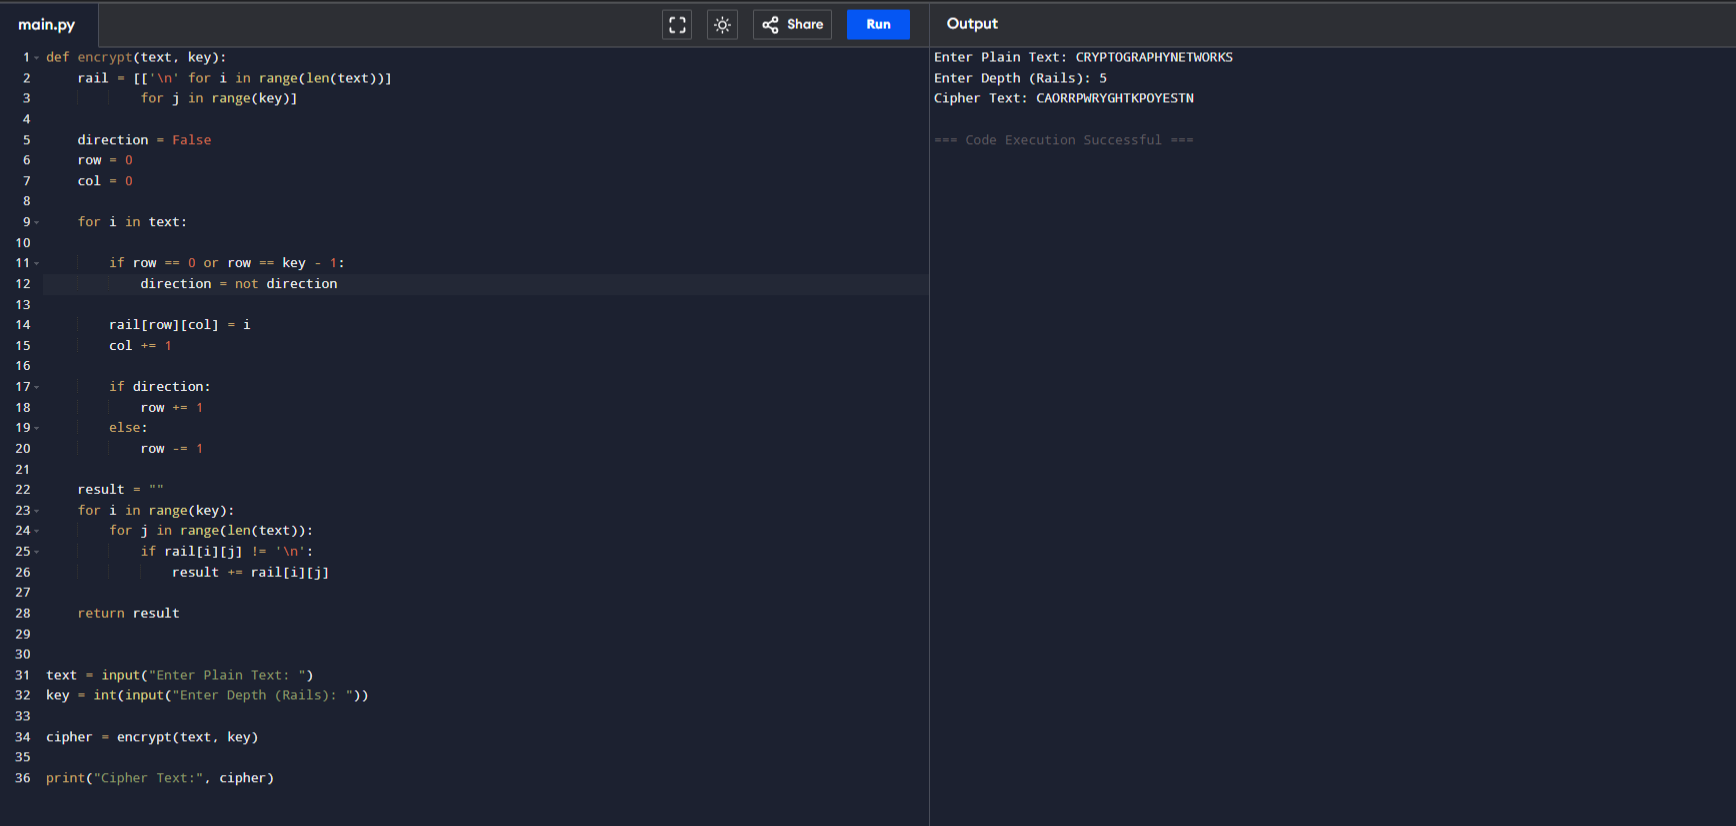 main.py
Share
Run
Output
1 def encrypt(text, key):
2     rail = [['\n' for i in range(len(text))]
3             for j in range(key)]
4
5     direction = False
6     row = 0
7     col = 0
8
9     for i in text:
10
11         if row == 0 or row == key - 1:
12             direction = not direction
13
14         rail[row][col] = i
15         col += 1
16
17         if direction:
18             row += 1
19         else:
20             row -= 1
21
22     result = ""
23     for i in range(key):
24         for j in range(len(text)):
25             if rail[i][j] != '\n':
26                 result += rail[i][j]
27
28     return result
29
30
31 text = input("Enter Plain Text: ")
32 key = int(input("Enter Depth (Rails): "))
33
34 cipher = encrypt(text, key)
35
36 print("Cipher Text:", cipher)
Enter Plain Text: CRYPTOGRAPHYNETWORKS
Enter Depth (Rails): 5
Cipher Text: CAORRPWRYGHTKPOYESTN
=== Code Execution Successful ===